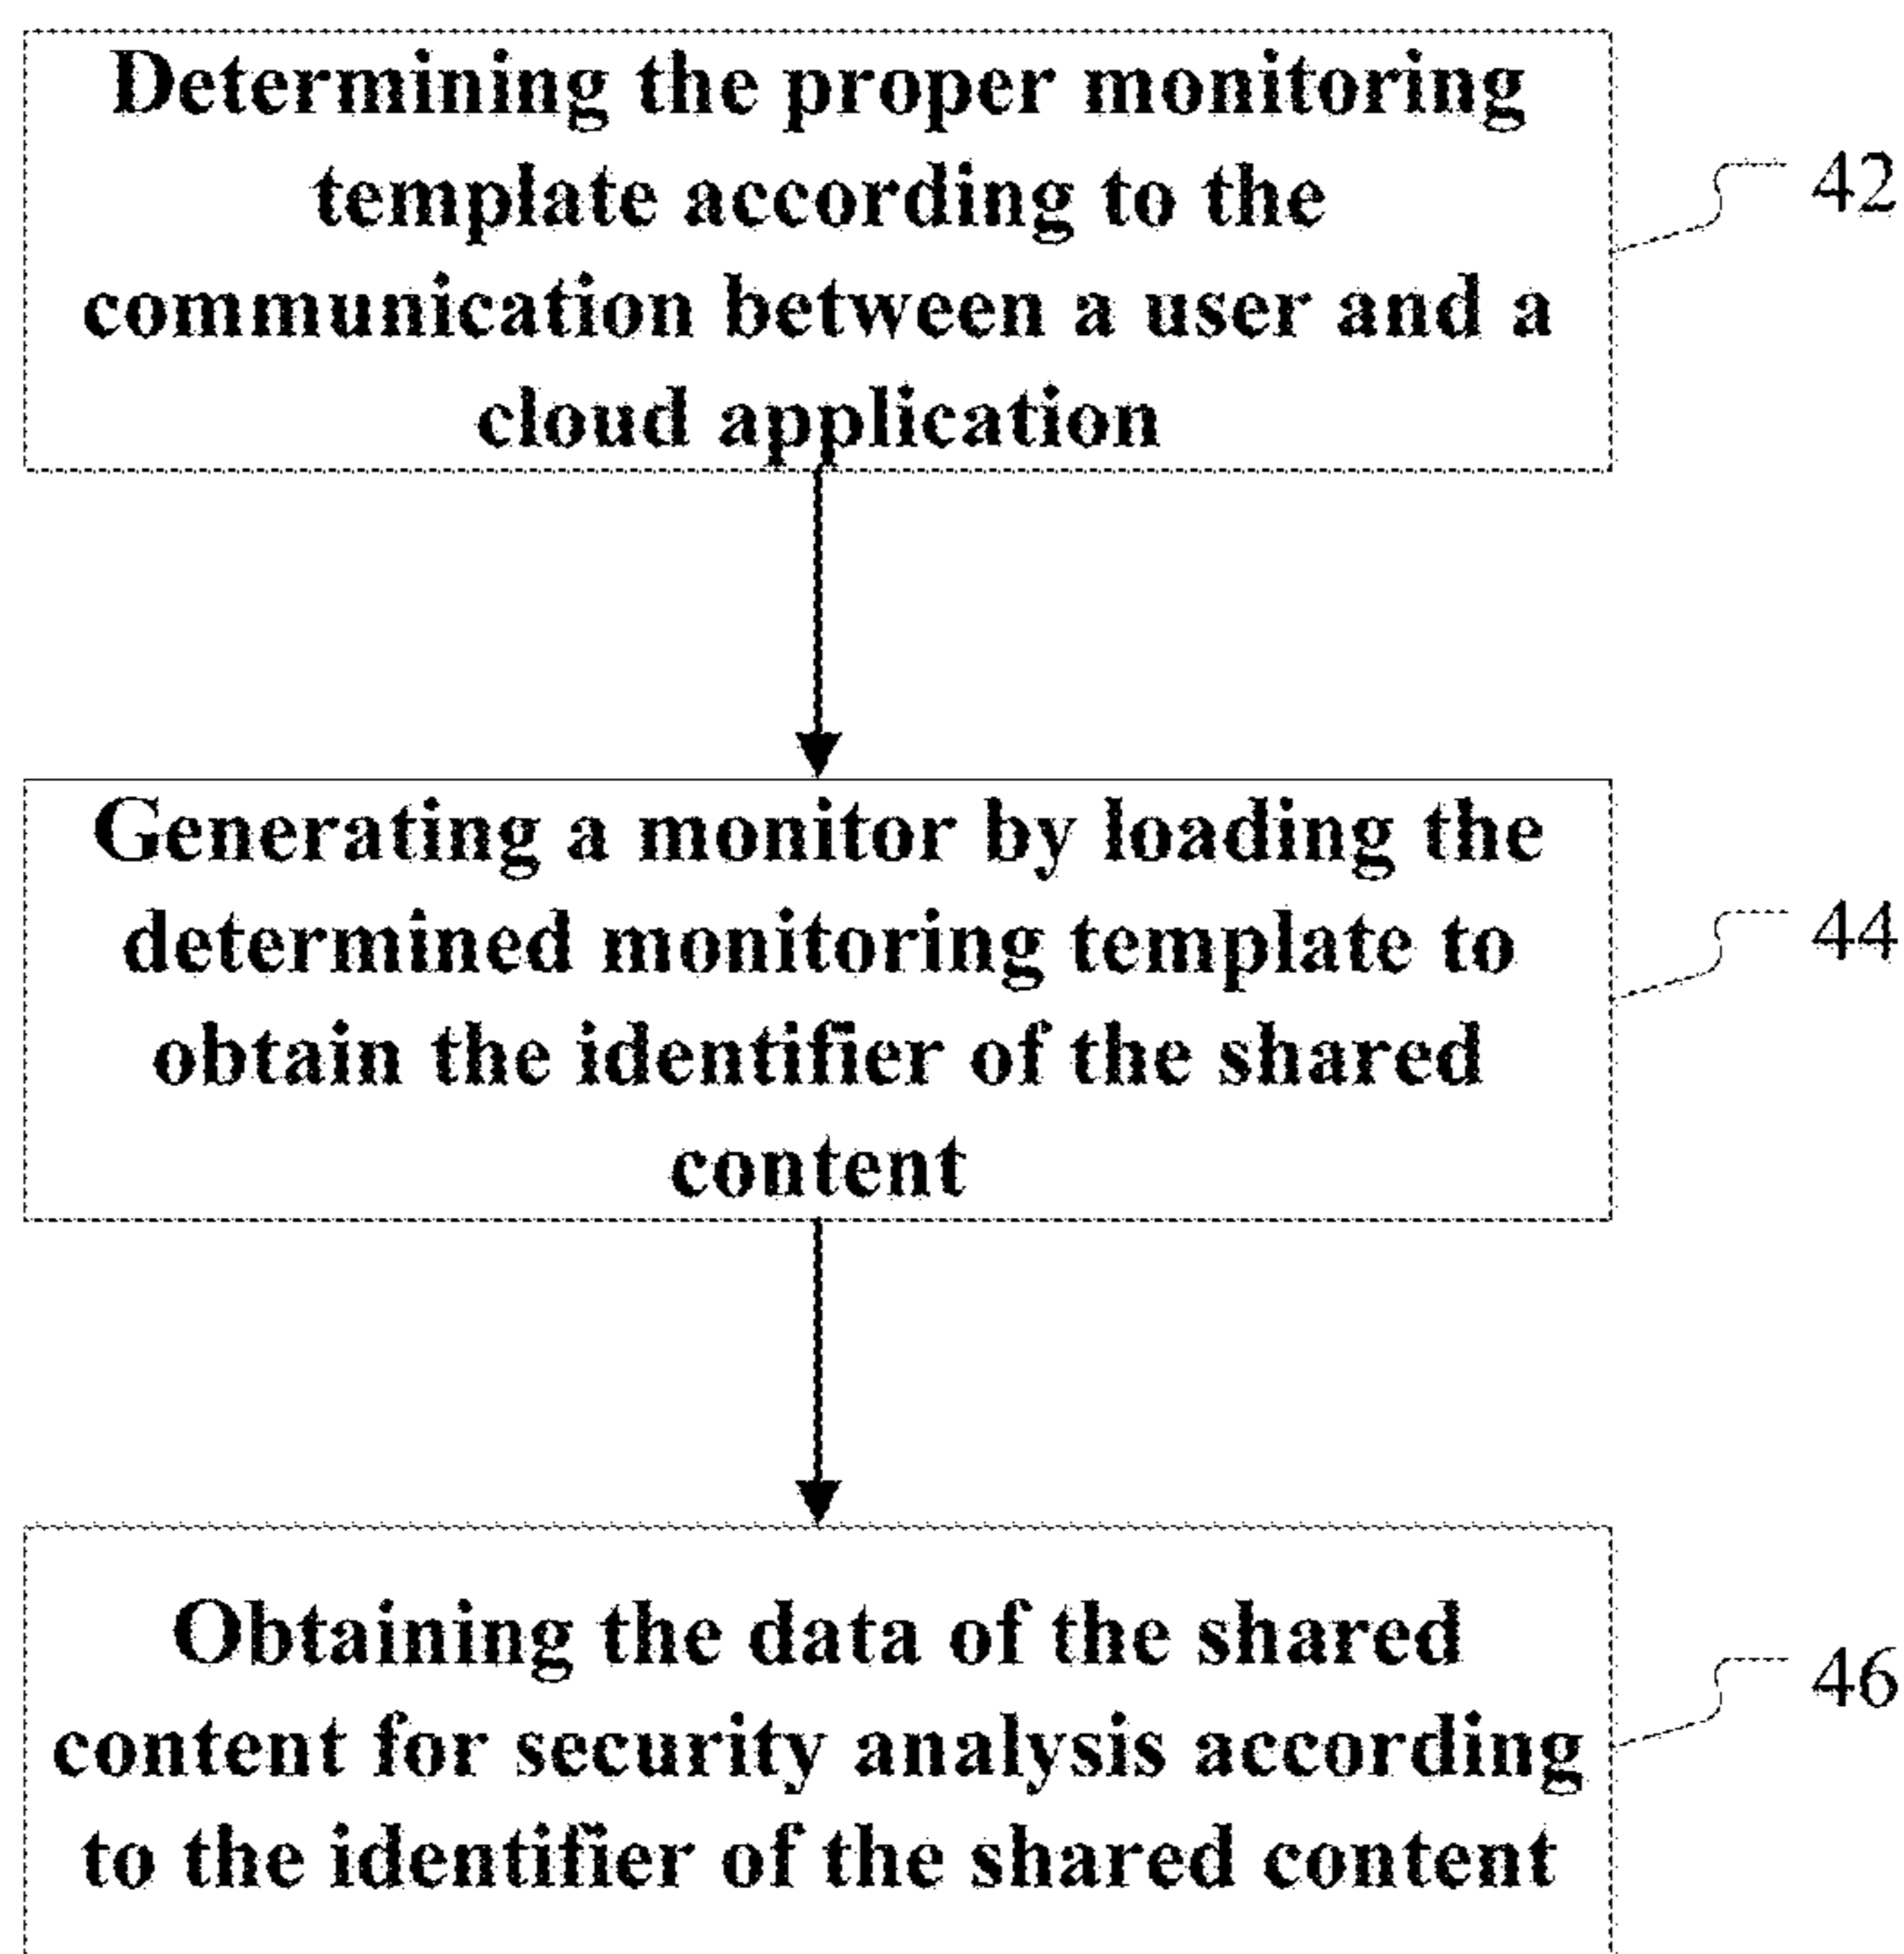 Determining the proper monitoring
template according to the
communication between a user and a
cloud application
42
Generating a monitor by loading the
determined monitoring template to
obtain the identifier of the shared
content
44
Obtaining the data of the shared
content for security analysis according
to the identifier of the shared content
46